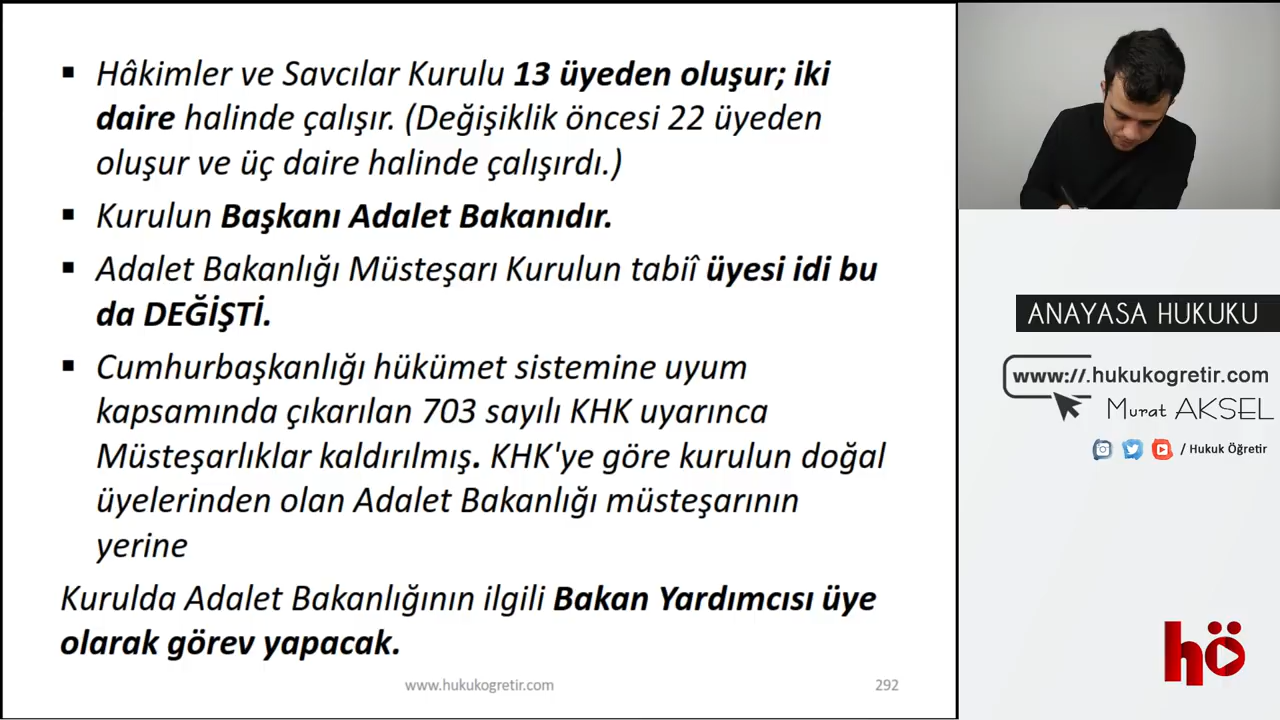 ▪ Hâkimler ve Savcılar Kurulu 13 üyeden oluşur; iki
daire halinde çalışır. (Değişiklik öncesi 22 üyeden
oluşur ve üç daire halinde çalışırdı.)
▪ Kurulun Başkanı Adalet Bakanıdır.
▪ Adalet Bakanlığı Müsteşarı Kurulun tabiî üyesi idi bu
da DEĞİŞTİ.
▪ Cumhurbaşkanlığı hükümet sistemine uyum
kapsamında çıkarılan 703 sayılı KHK uyarınca
Müsteşarlıklar kaldırılmış. KHK'ye göre kurulun doğal
üyelerinden olan Adalet Bakanlığı müsteşarının
yerine
Kurulda Adalet Bakanlığının ilgili Bakan Yardımcısı üye
olarak görev yapacak.
www.hukukogretir.com
292
ANAYASA HUKUKU
www://.hukukogretir.com
Murat AKSEL
/ Hukuk Öğretir
hö